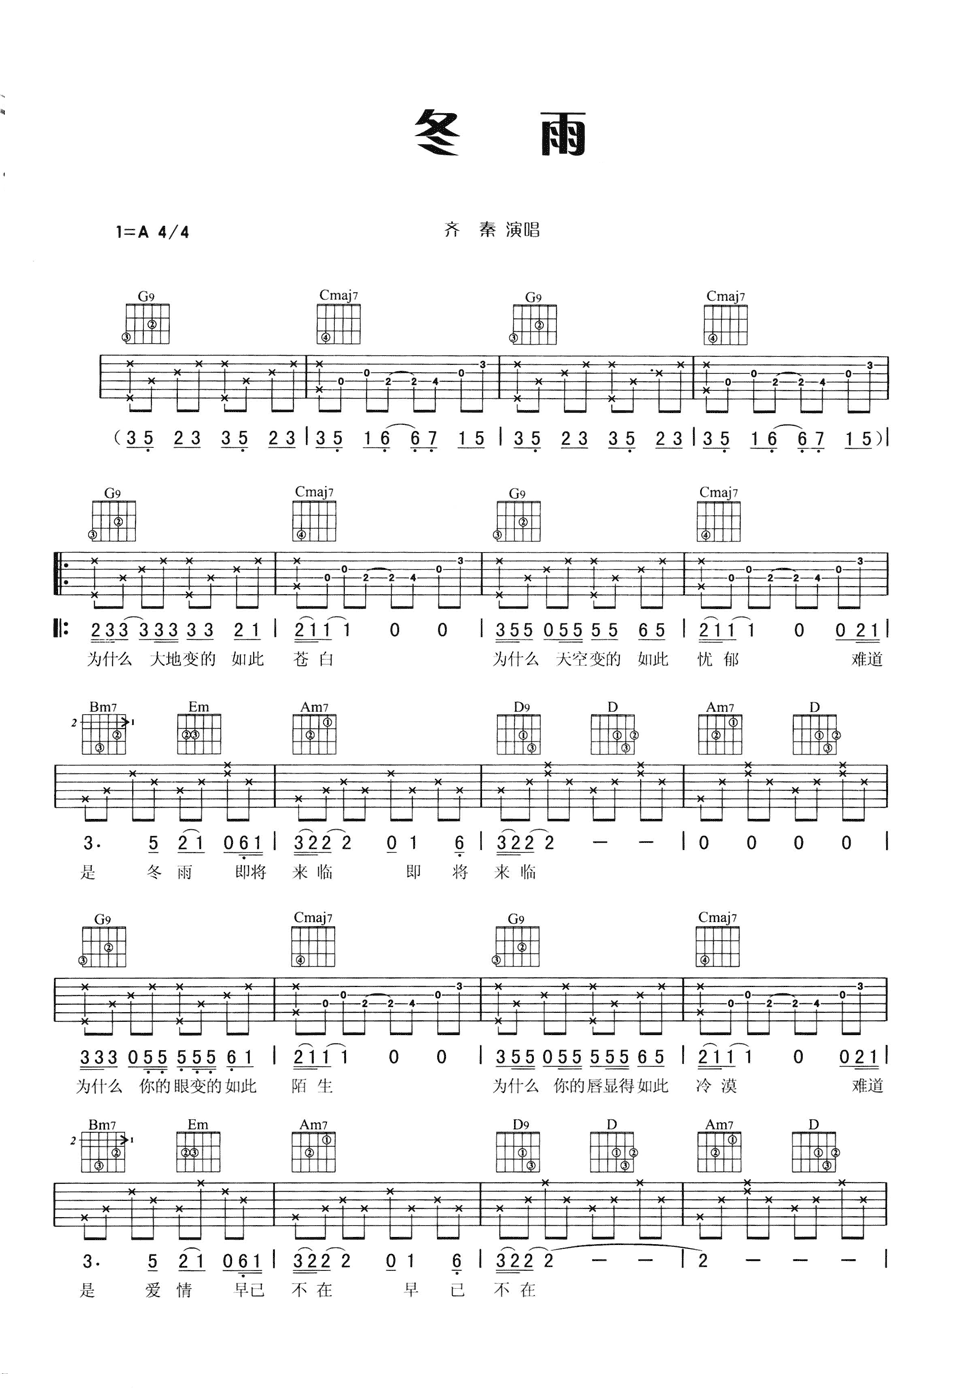 冬 雨
1=A 4/4
齐 秦 演唱
G9 Cmaj7 G9 Cmaj7
(35 23 35 23 | 35 16 67 15 | 35 23 35 23 | 35 16 67 15)|
G9 Cmaj7 G9 Cmaj7
233 333 33 21 | 2111 0 0 | 355 055 55 65 | 2111 0 021 |
为什么 大地变的 如此 苍白 为什么 天空变的 如此 忧郁 难道
Bm7 Em Am7 D9 D Am7 D
3. 5 21 061 | 3222 01 6 | 3222 — — | 0 0 0 0 |
是 冬雨 即将 来临 即 将 来临
G9 Cmaj7 G9 Cmaj7
333 055 555 61 | 2111 0 0 | 355 055 555 65 | 2111 0 021 |
为什么 你的眼变的如此 陌生 为什么 你的唇显得如此 冷漠 难道
Bm7 Em Am7 D9 D Am7 D
3. 5 21 061 | 3222 01 6 | 3222 — — | 2 — — — |
是 爱情 早已 不在 早 已 不在